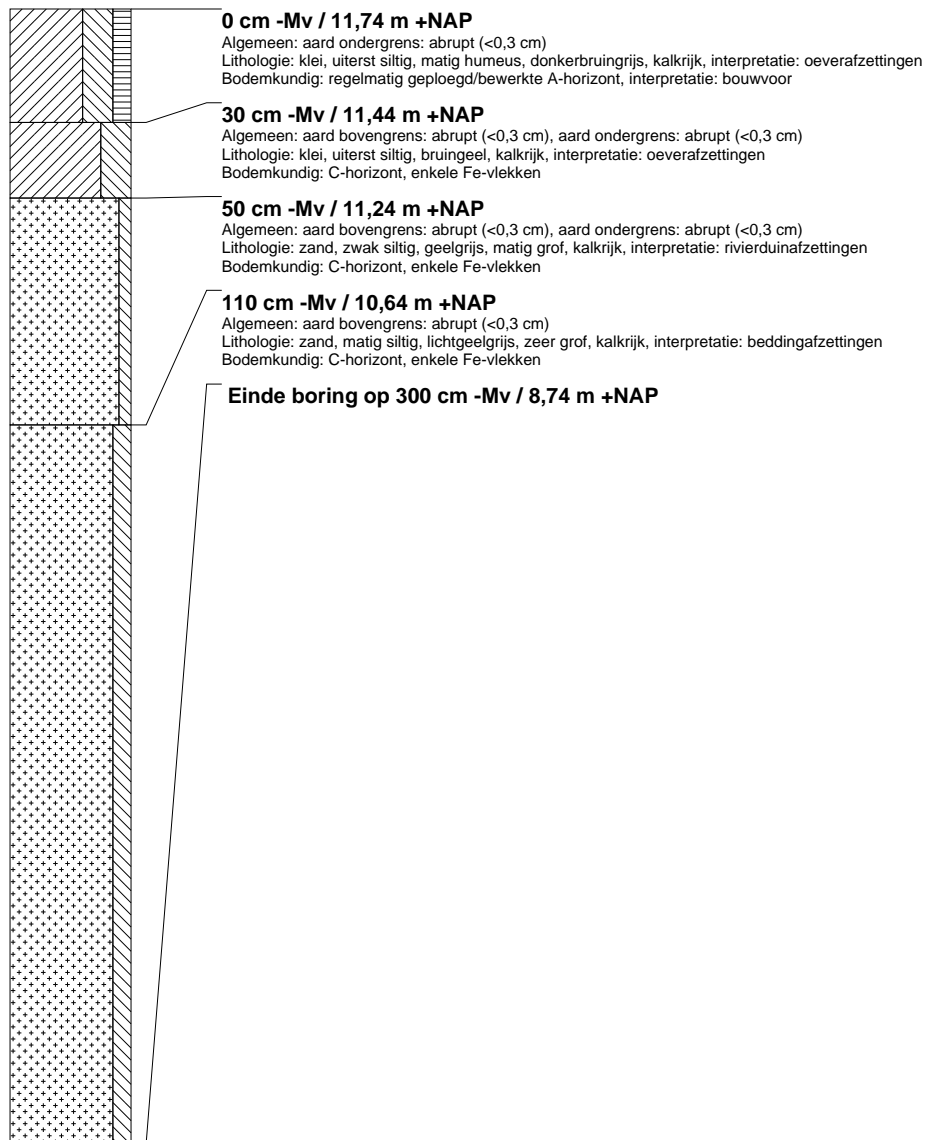 0 cm -Mv / 11,74 m +NAP
Algemeen: aard ondergrens: abrupt (<0,3 cm)
Lithologie: klei, uiterst siltig, matig humeus, donkerbruingrijs, kalkrijk, interpretatie: oeverafzettingen
Bodemkundig: regelmatig geploegd/bewerkte A-horizont, interpretatie: bouwvoor
30 cm -Mv / 11,44 m +NAP
Algemeen: aard bovengrens: abrupt (<0,3 cm), aard ondergrens: abrupt (<0,3 cm)
Lithologie: klei, uiterst siltig, bruingeel, kalkrijk, interpretatie: oeverafzettingen
Bodemkundig: C-horizont, enkele Fe-vlekken
50 cm -Mv / 11,24 m +NAP
Algemeen: aard bovengrens: abrupt (<0,3 cm), aard ondergrens: abrupt (<0,3 cm)
Lithologie: zand, zwak siltig, geelgrijs, matig grof, kalkrijk, interpretatie: rivierduinafzettingen
Bodemkundig: C-horizont, enkele Fe-vlekken
110 cm -Mv / 10,64 m +NAP
Algemeen: aard bovengrens: abrupt (<0,3 cm)
Lithologie: zand, matig siltig, lichtgeelgrijs, zeer grof, kalkrijk, interpretatie: beddingafzettingen
Bodemkundig: C-horizont, enkele Fe-vlekken
Einde boring op 300 cm -Mv / 8,74 m +NAP